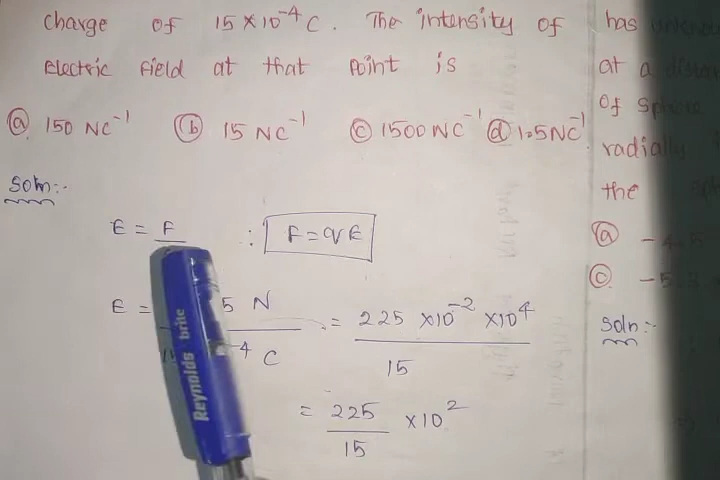 charge of 15×10⁻⁴ C. The intensity of
Electric Field at that Point is
ⓐ 150 NC⁻¹ ⓑ 15 NC⁻¹ ⓒ 1500 NC⁻¹ ⓓ 1.5NC⁻¹
Soln:-
E = F : F = qE
E = 5 N = 225 ×10⁻² ×10⁴
⁻⁴ C 15
= 225 ×10²
15
Reynolds brite
has
at a
of sphere
radially
the
ⓐ
ⓒ
Soln:-